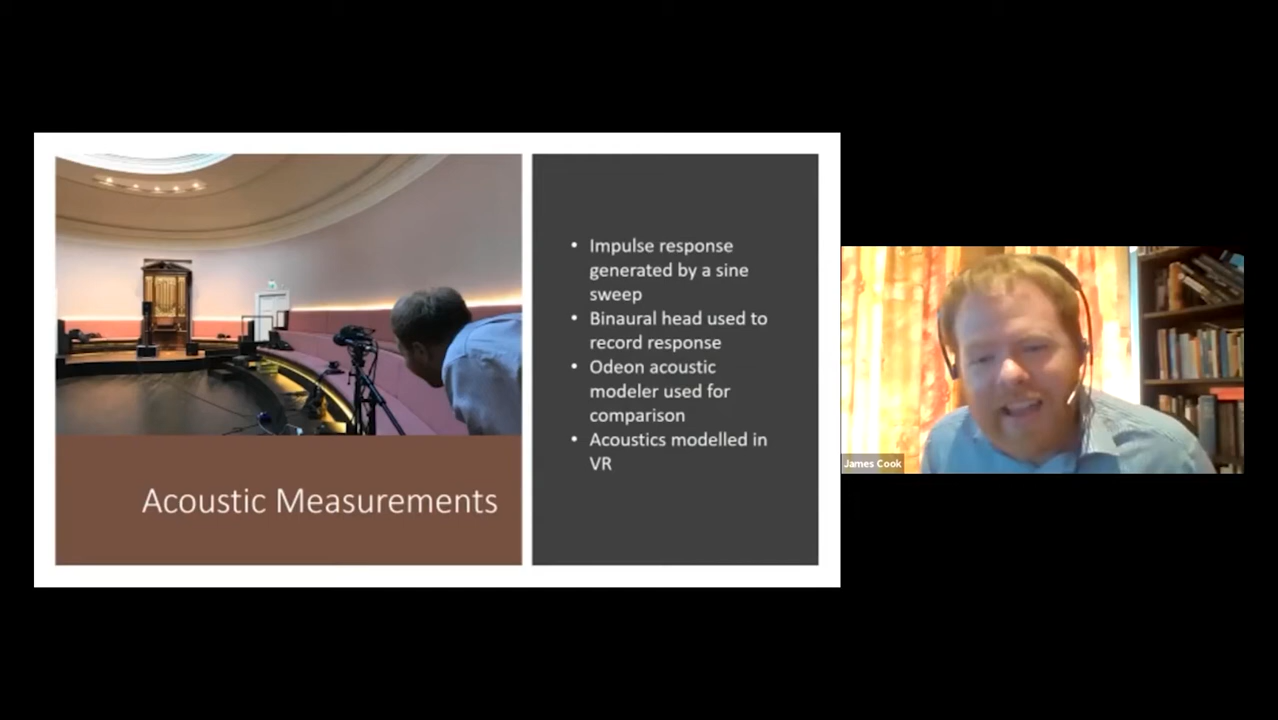 Impulse response
generated by a sine
sweep
Binaural head used to
record response
Odeon acoustic
modeler used for
comparison
Acoustics modelled in
VR
Acoustic Measurements
James Cook